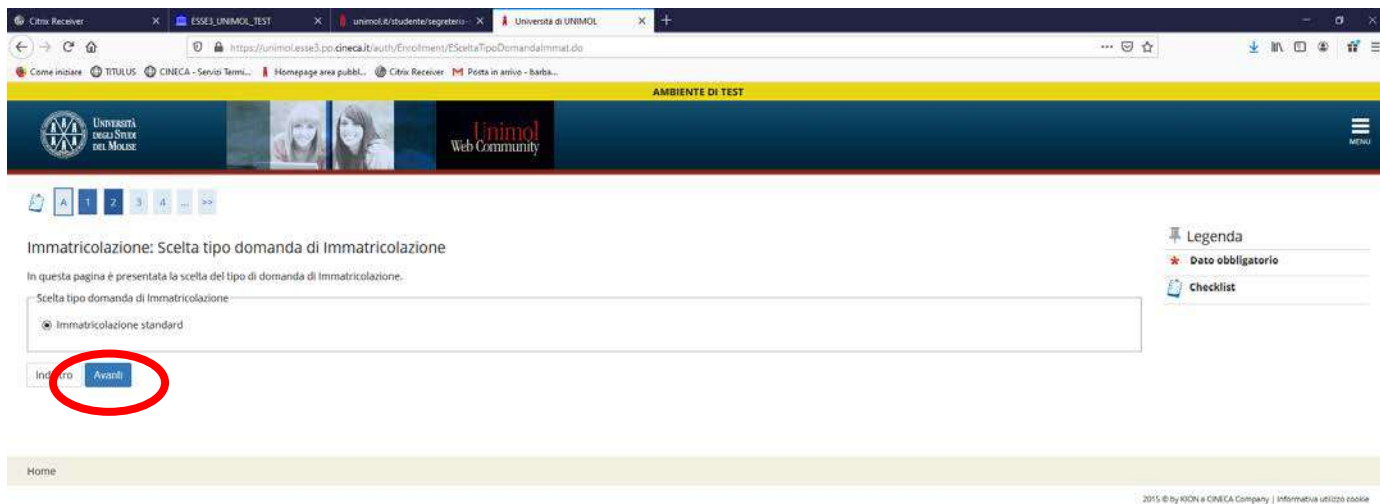 Citrix Receiver
ESSE3_UNIMOL_TEST
unimol.it/studente/segreteria-
Università di UNIMOL
https://unimol.esse3.pp.cineca.it/auth/Enrollment/ESceltaTipoDomandaImmat.do
Come iniziare
TITULUS
CINECA - Servizi Termi...
Homepage area pubbl...
Citrix Receiver
Posta in arrivo - barba...
AMBIENTE DI TEST
UNIVERSITÀ
DEGLI STUDI
DEL MOLISE
Unimol
Web Community
MENU
A 1 2 3 4 ... >>
Immatricolazione: Scelta tipo domanda di Immatricolazione
In questa pagina è presentata la scelta del tipo di domanda di Immatricolazione.
Scelta tipo domanda di Immatricolazione
Immatricolazione standard
Indietro
Avanti
Legenda
* Dato obbligatorio
Checklist
Home
2015 © by KION a CINECA Company | Informativa utilizzo cookie